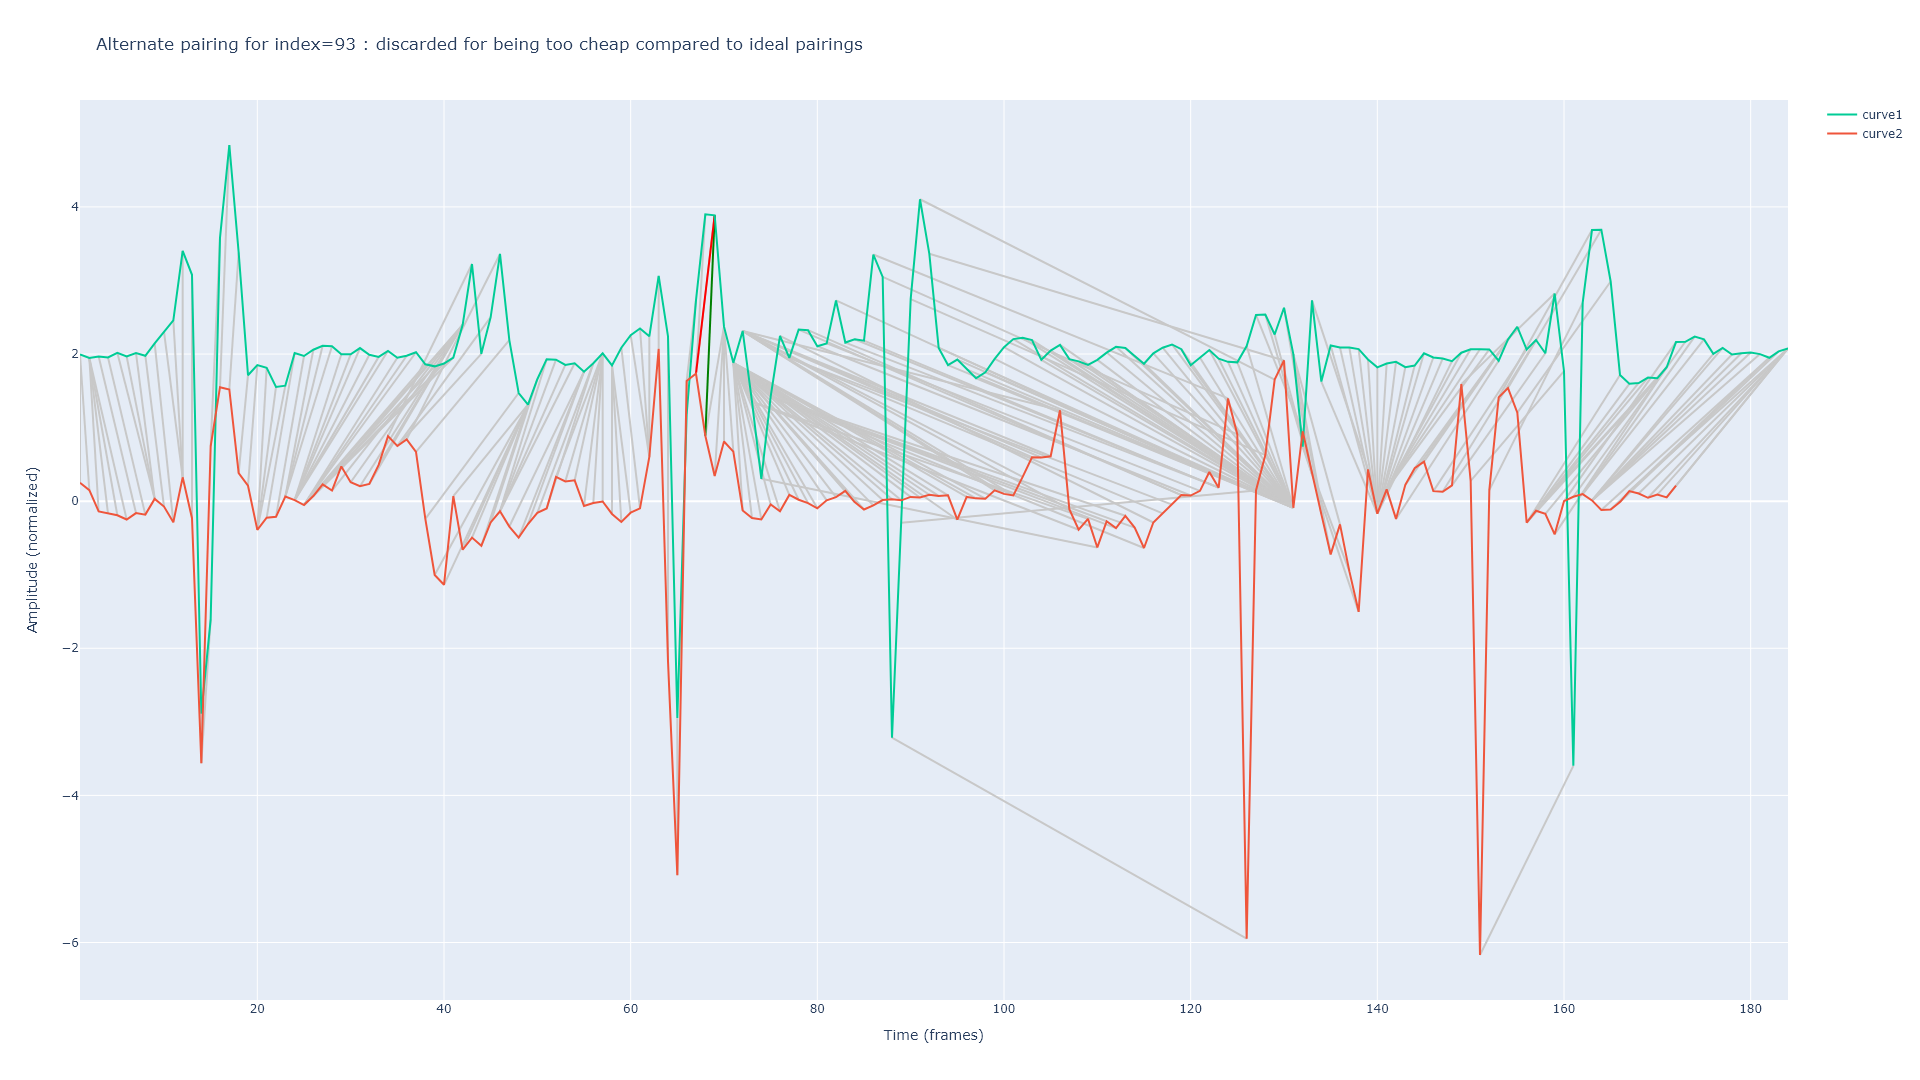 Alternate pairing for index=93 : discarded for being too cheap compared to ideal pairings
curve1
curve2
4
2
0
−2
−4
−6
Amplitude (normalized)
20 40 60 80 100 120 140 160 180
Time (frames)